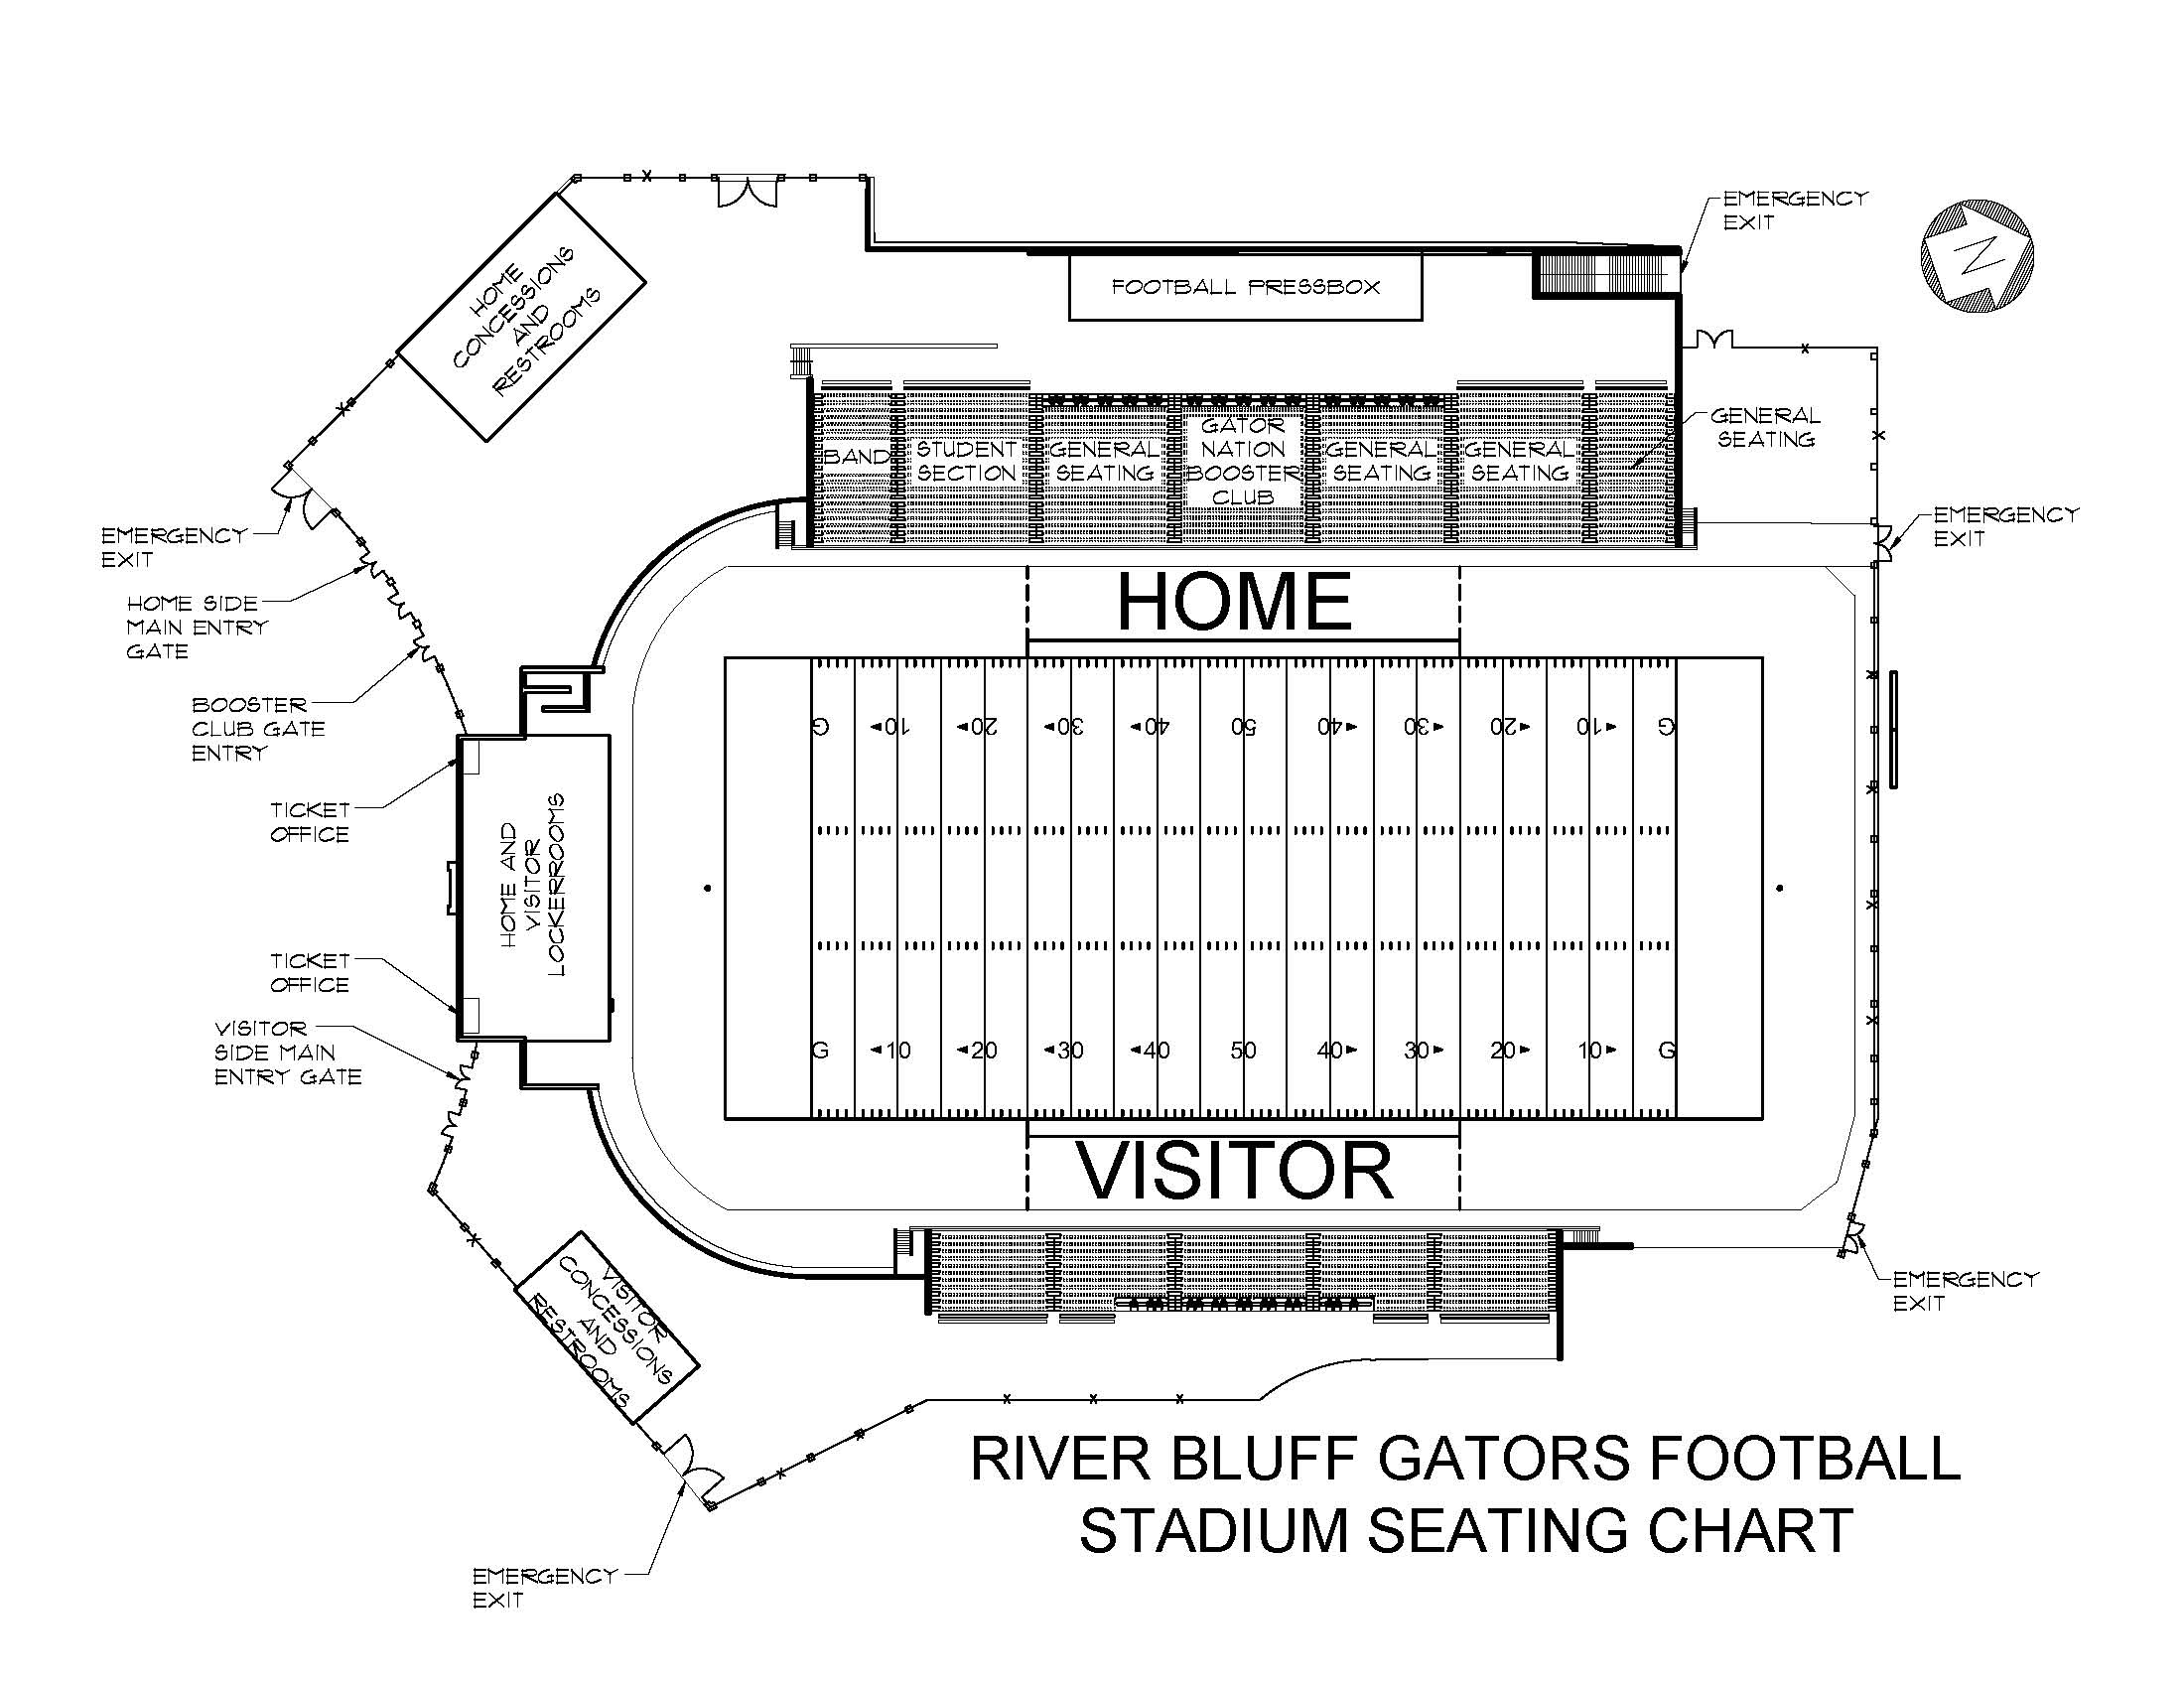 EMERGENCY
EXIT
N
HOME
CONCESSIONS
AND
RESTROOMS
FOOTBALL PRESSBOX
GENERAL
SEATING
BAND
STUDENT
SECTION
GENERAL
SEATING
GATOR
NATION
BOOSTER
CLUB
GENERAL
SEATING
GENERAL
SEATING
EMERGENCY
EXIT
EMERGENCY
EXIT
HOME SIDE
MAIN ENTRY
GATE
HOME
BOOSTER
CLUB GATE
ENTRY
G 10 20 30 40 50 40 30 20 10 G
TICKET
OFFICE
HOME AND
VISITOR
LOCKERROOMS
TICKET
OFFICE
VISITOR
SIDE MAIN
ENTRY GATE
G 10 20 30 40 50 40 30 20 10 G
VISITOR
EMERGENCY
EXIT
VISITOR
CONCESSIONS
AND
RESTROOMS
RIVER BLUFF GATORS FOOTBALL
STADIUM SEATING CHART
EMERGENCY
EXIT